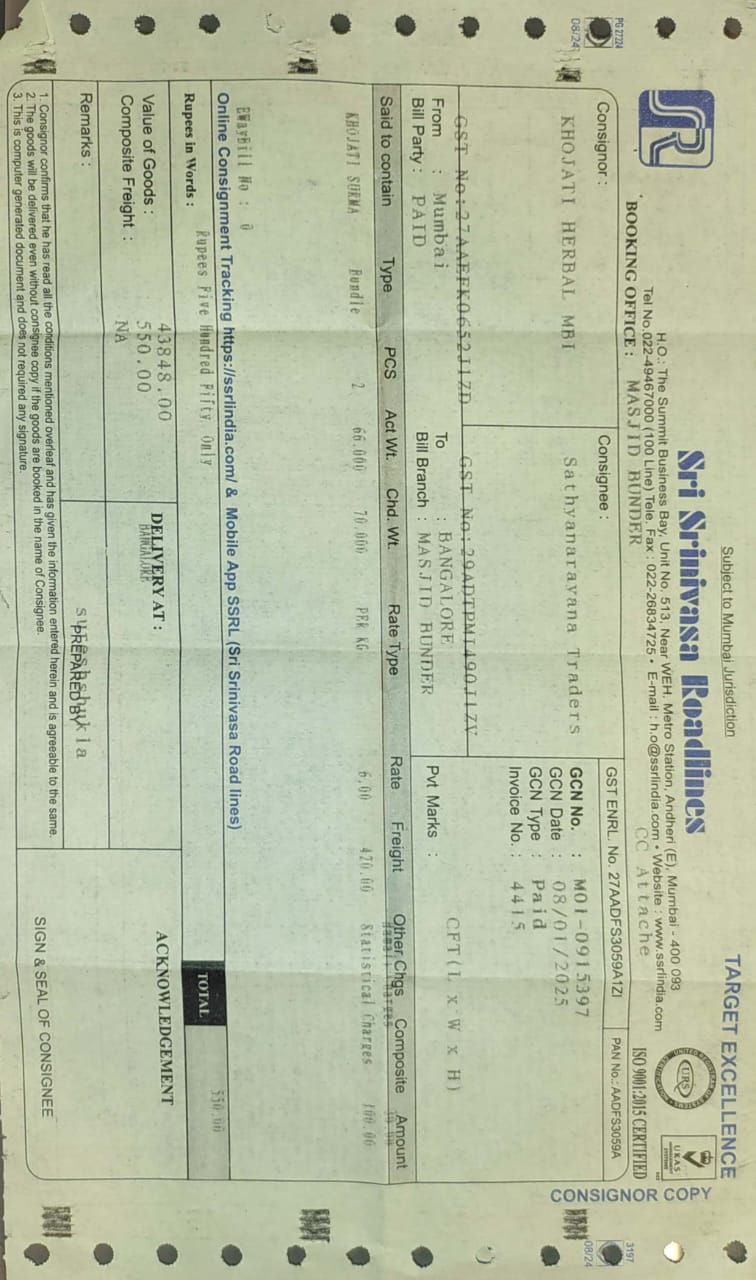 Subject to Mumbai Jurisdiction
TARGET EXCELLENCE
Sri Srinivasa Roadlines
H.O.: The Summit Business Bay, Unit No. 513, Near WEH. Metro Station, Andheri (E), Mumbai - 400 093
Tel No.022-49467000 (100 Line) Tele. Fax : 022-26834725 • E-mail : h.o@ssrlindia.com • Website : www.ssrlindia.com
BOOKING OFFICE : MASJID BUNDER CC Attache
URS
UKAS
ISO 9001:2015 CERTIFIED
Consignor :
KHOJATI HERBAL MBI
GST No:27AAEFK0652J1ZD
Consignee :
Sathyanarayana Traders
GST No:29ADTPM1490J1ZV
GST ENRL. No. 27AADFS3059A1ZI
PAN No.: AADFS3059A
GCN No. : M01-0915397
GCN Date : 08/01/2025
GCN Type : Paid
Invoice No. : 4415
From : Mumbai
Bill Party : PAID
To : BANGALORE
Bill Branch : MASJID BUNDER
Pvt Marks :
CFT(L x W x H)
Said to contain Type PCS Act Wt. Chd. Wt. Rate Type Rate Freight Other Chgs Composite Amount
Hamali Charges
KHOJATI SURMA Bundle 2 66.000 70.000 PER KG 6.00 420.00 Statistical Charges 100.00
EWayBill No : 0
Online Consignment Tracking https://ssrlindia.com/ & Mobile App SSRL (Sri Srinivasa Road lines)
Rupees in Words : Rupees Five Hundred Fifty Only
TOTAL 550.00
Value of Goods : 43848.00
550.00
Composite Freight : NA
DELIVERY AT :
BANGALORE
ACKNOWLEDGEMENT
Remarks :
sureshshukla
PREPARED BY
SIGN & SEAL OF CONSIGNEE
1. Consignor confirms that he has read all the conditions mentioned overleaf and has given the information entered herein and is agreeable to the same.
2. The goods will be delivered even without consignee copy if the goods are booked in the name of Consignee.
3. This is computer generated document and does not required any signature.
CONSIGNOR COPY
PG 27224
08/24
3197
08/24